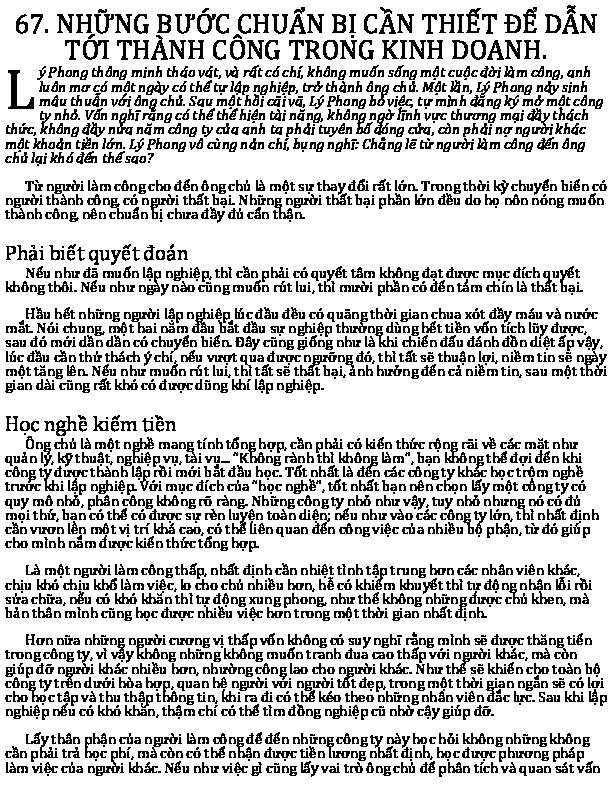 67. NHỮNG BƯỚC CHUẨN BỊ CẦN THIẾT ĐỂ DẪN
TỚI THÀNH CÔNG TRONG KINH DOANH.
Lý Phong thông minh tháo vát, và rất có chí, không muốn sống một cuộc đời làm công, anh
luôn mơ có một ngày có thể tự lập nghiệp, trở thành ông chủ. Một lần, Lý Phong nảy sinh
mâu thuẫn với ông chủ. Sau một hồi cãi vã, Lý Phong bỏ việc, tự mình đăng ký mở một công
ty nhỏ. Vốn nghĩ rằng có thể thể hiện tài năng, không ngờ lĩnh vực thương mại đầy thách
thức, không đầy nửa năm công ty của anh ta phải tuyên bố đóng cửa, còn phải nợ người khác
một khoản tiền lớn. Lý Phong vô cùng nản chí, bụng nghĩ: Chẳng lẽ từ người làm công đến ông
chủ lại khó đến thế sao?
Từ người làm công cho đến ông chủ là một sự thay đổi rất lớn. Trong thời kỳ chuyển biến có
người thành công, có người thất bại. Những người thất bại phần lớn đều do họ nôn nóng muốn
thành công, nên chuẩn bị chưa đầy đủ cẩn thận.
Phải biết quyết đoán
Nếu như đã muốn lập nghiệp, thì cần phải có quyết tâm không đạt được mục đích quyết
không thôi. Nếu như ngày nào cũng muốn rút lui, thì mười phần có đến tám chín là thất bại.
Hầu hết những người lập nghiệp lúc đầu đều có quãng thời gian chua xót đầy máu và nước
mắt. Nói chung, một hai năm đầu bắt đầu sự nghiệp thường dùng hết tiền vốn tích lũy được,
sau đó mới dần dần có chuyển biến. Đây cũng giống như là khi chiến đấu đánh đồn diệt ấp vậy,
lúc đầu cần thử thách ý chí, nếu vượt qua được ngưỡng đó, thì tất sẽ thuận lợi, niềm tin sẽ ngày
một tăng lên. Nếu như muốn rút lui, thì tất sẽ thất bại, ảnh hưởng đến cả niềm tin, sau một thời
gian dài cũng rất khó có được dũng khí lập nghiệp.
Học nghề kiếm tiền
Ông chủ là một nghề mang tính tổng hợp, cần phải có kiến thức rộng rãi về các mặt như
quản lý, kỹ thuật, nghiệp vụ, tài vụ... "Không rành thì không làm", bạn không thể đợi đến khi
công ty được thành lập rồi mới bắt đầu học. Tốt nhất là đến các công ty khác học trộm nghề
trước khi lập nghiệp. Với mục đích của "học nghề", tốt nhất bạn nên chọn lấy một công ty có
quy mô nhỏ, phân công không rõ ràng. Những công ty nhỏ như vậy, tuy nhỏ nhưng nó có đủ
mọi thứ, bạn có thể có được sự rèn luyện toàn diện; nếu như vào các công ty lớn, thì nhất định
cần vươn lên một vị trí khá cao, có thể liên quan đến công việc của nhiều bộ phận, từ đó giúp
cho mình nắm được kiến thức tổng hợp.
Là một người làm công thấp, nhất định cần nhiệt tình tập trung hơn các nhân viên khác,
chịu khó chịu khổ làm việc, lo cho chủ nhiều hơn, hễ có khiếm khuyết thì tự động nhận lỗi rồi
sửa chữa, nếu có khó khăn thì tự động xung phong, như thế không những được chủ khen, mà
bản thân mình cũng học được nhiều việc hơn trong một thời gian nhất định.
Hơn nữa những người cương vị thấp vốn không có suy nghĩ rằng mình sẽ được thăng tiến
trong công ty, vì vậy không những không muốn tranh đua cao thấp với người khác, mà còn
giúp đỡ người khác nhiều hơn, nhường công lao cho người khác. Như thế sẽ khiến cho toàn bộ
công ty trên dưới hòa hợp, quan hệ người với người tốt đẹp, trong một thời gian ngắn sẽ có lợi
cho học tập và thu thập thông tin, khi ra đi có thể kéo theo những nhân viên đắc lực. Sau khi lập
nghiệp nếu có khó khăn, thậm chí có thể tìm đồng nghiệp cũ nhờ cậy giúp đỡ.
Lấy thân phận của người làm công để đến những công ty này học hỏi không những không
cần phải trả học phí, mà còn có thể nhận được tiền lương nhất định, học được phương pháp
làm việc của người khác. Nếu như việc gì cũng lấy vai trò ông chủ để phân tích và quan sát vấn